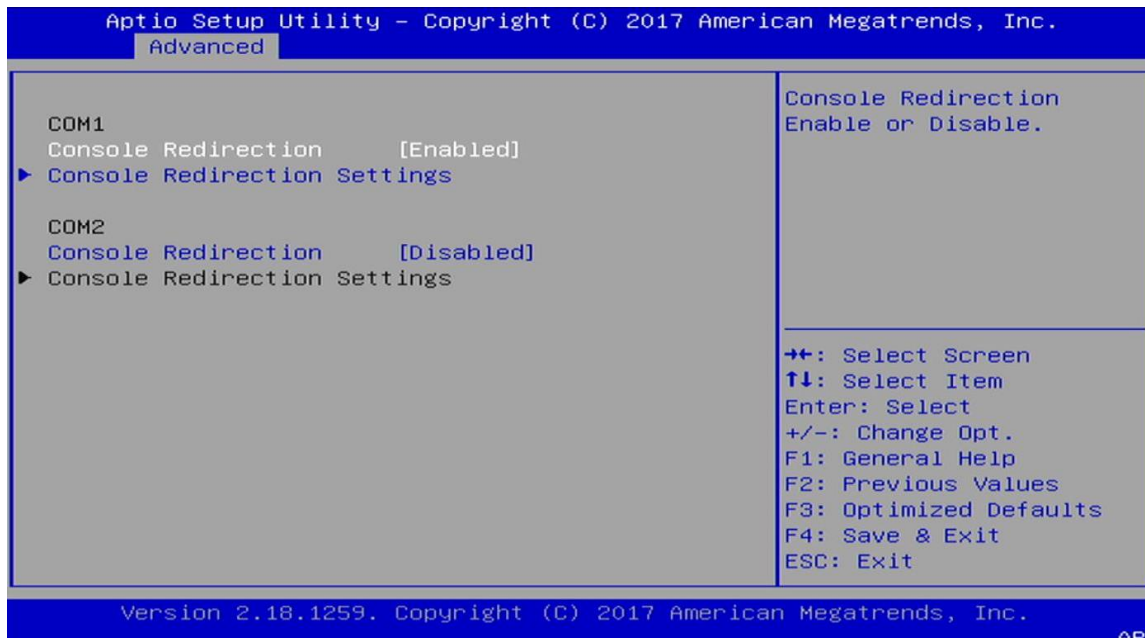 Aptio Setup Utility – Copyright (C) 2017 American Megatrends, Inc.
Advanced
COM1
Console Redirection [Enabled]
► Console Redirection Settings
COM2
Console Redirection [Disabled]
► Console Redirection Settings
Console Redirection
Enable or Disable.
→←: Select Screen
↑↓: Select Item
Enter: Select
+/-: Change Opt.
F1: General Help
F2: Previous Values
F3: Optimized Defaults
F4: Save & Exit
ESC: Exit
Version 2.18.1259. Copyright (C) 2017 American Megatrends, Inc.